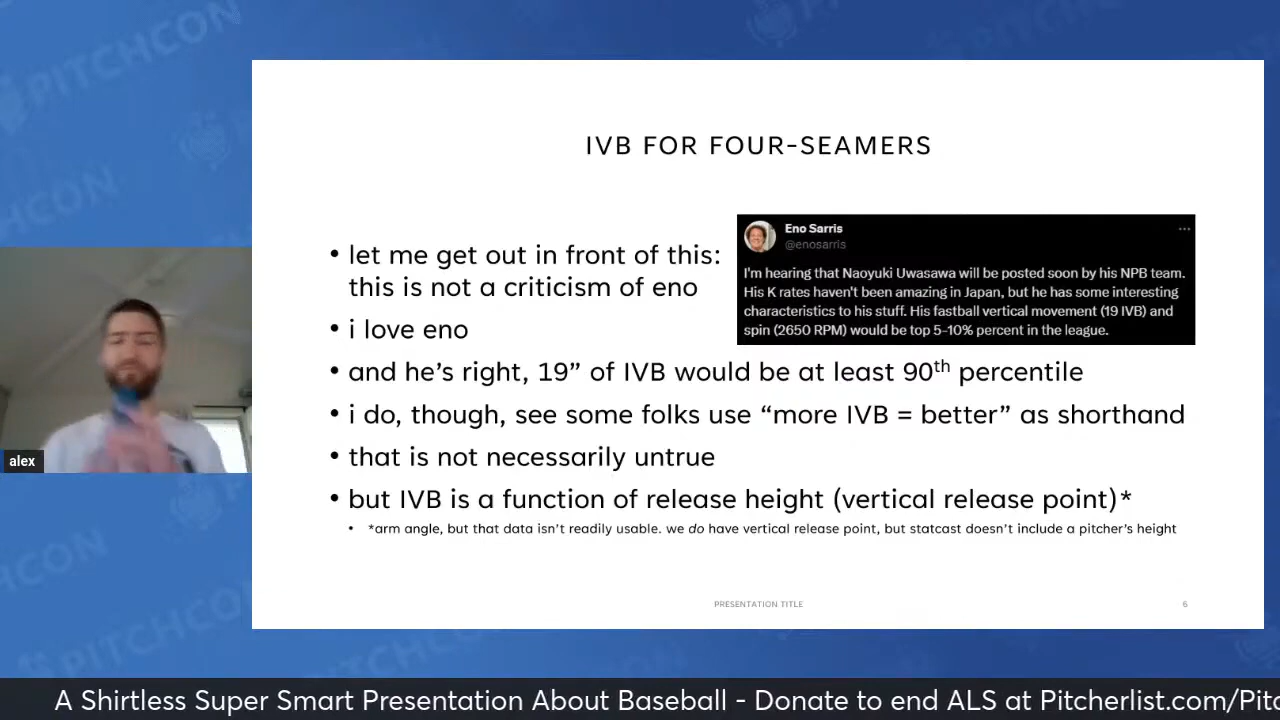 PITCHCON
IVB FOR FOUR-SEAMERS
• let me get out in front of this:
this is not a criticism of eno
• i love eno
• and he's right, 19” of IVB would be at least 90th percentile
• i do, though, see some folks use “more IVB = better” as shorthand
• that is not necessarily untrue
• but IVB is a function of release height (vertical release point)*
• *arm angle, but that data isn't readily usable. we do have vertical release point, but statcast doesn't include a pitcher's height
Eno Sarris
@enosarris
I'm hearing that Naoyuki Uwasawa will be posted soon by his NPB team.
His K rates haven't been amazing in Japan, but he has some interesting
characteristics to his stuff. His fastball vertical movement (19 IVB) and
spin (2650 RPM) would be top 5-10% percent in the league.
PRESENTATION TITLE
6
alex
PITCHCON
A Shirtless Super Smart Presentation About Baseball - Donate to end ALS at Pitcherlist.com/Pitc